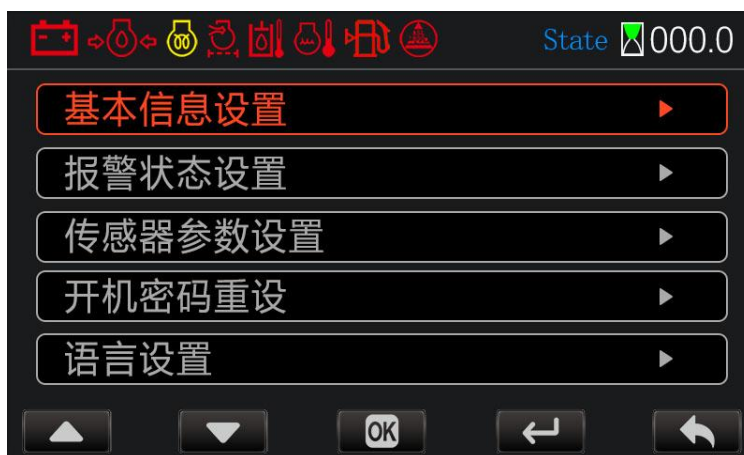 State 000.0
基本信息设置
报警状态设置
传感器参数设置
开机密码重设
语言设置
OK